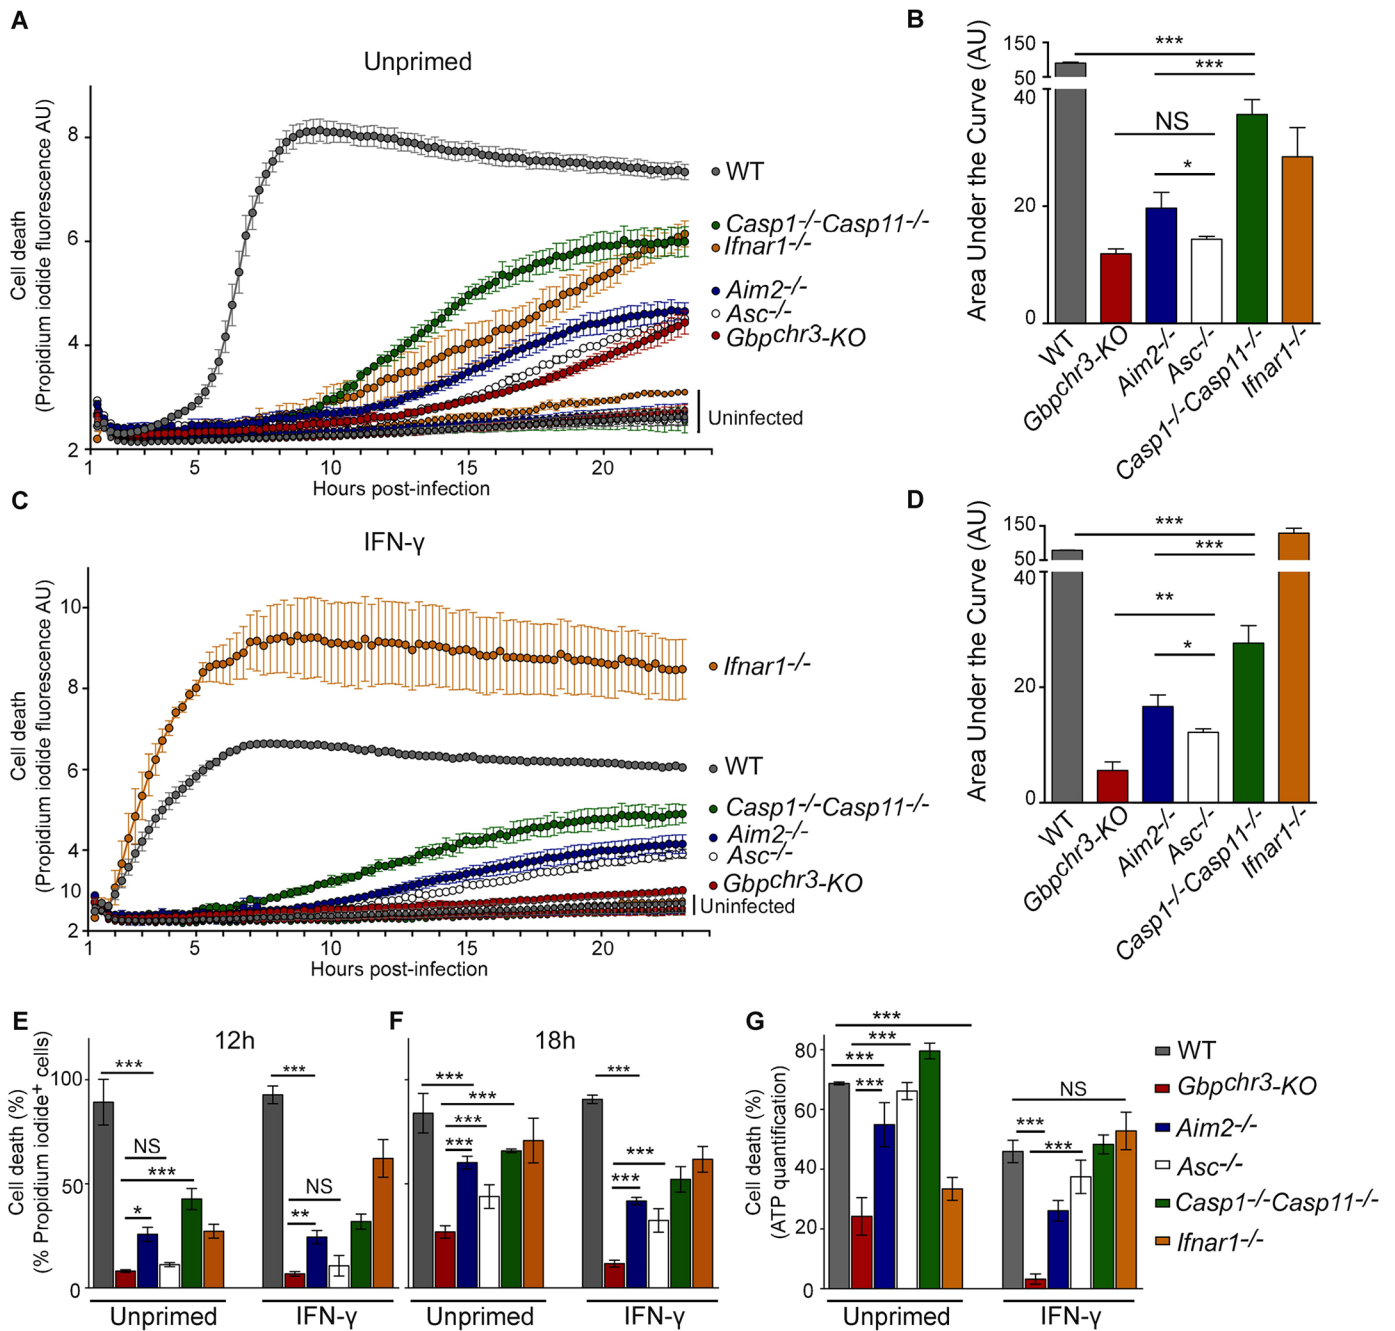 A
Unprimed
Cell death
(Propidium iodide fluorescence AU)
8
6
4
2
1
5
10
15
20
Hours post-infection
WT
Casp1-/-Casp11-/-
Ifnar1-/-
Aim2-/-
Asc-/-
Gbpchr3-KO
Uninfected
B
Area Under the Curve (AU)
150
50
40
20
0
***
***
NS
*
WT
Gbpchr3-KO
Aim2-/-
Asc-/-
Casp1-/-Casp11-/-
Ifnar1-/-
C
IFN-γ
Cell death
(Propidium iodide fluorescence AU)
10
8
6
4
10
2
1
5
10
15
20
Hours post-infection
Ifnar1-/-
WT
Casp1-/-Casp11-/-
Aim2-/-
Asc-/-
Gbpchr3-KO
Uninfected
D
Area Under the Curve (AU)
150
50
40
20
0
***
***
**
*
WT
Gbpchr3-KO
Aim2-/-
Asc-/-
Casp1-/-Casp11-/-
Ifnar1-/-
E
12h
Cell death (%)
(% Propidium iodide+ cells)
100
50
0
***
NS
***
*
***
NS
**
Unprimed
IFN-γ
F
18h
***
***
***
***
***
***
***
Unprimed
IFN-γ
G
Cell death (%)
(ATP quantification)
80
60
40
20
0
***
***
***
***
NS
***
***
Unprimed
IFN-γ
WT
Gbpchr3-KO
Aim2-/-
Asc-/-
Casp1-/-Casp11-/-
Ifnar1-/-